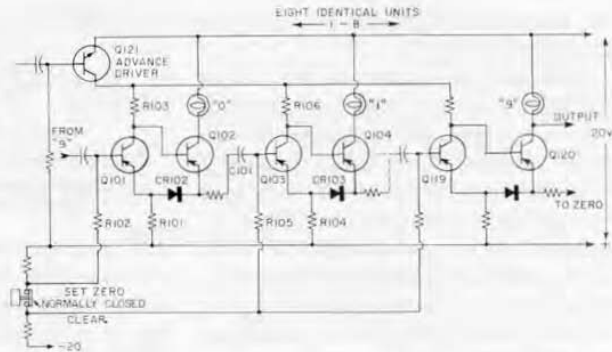 EIGHT IDENTICAL UNITS
1 - 8
Q121
ADVANCE
DRIVER
R103
"0"
R106
"1"
"9"
OUTPUT
FROM
"9"
Q102
Q104
20V
Q101
C101
Q103
Q119
Q120
CR102
CR103
TO ZERO
R102
R101
R105
R104
SET ZERO
NORMALLY CLOSED
CLEAR.
-20